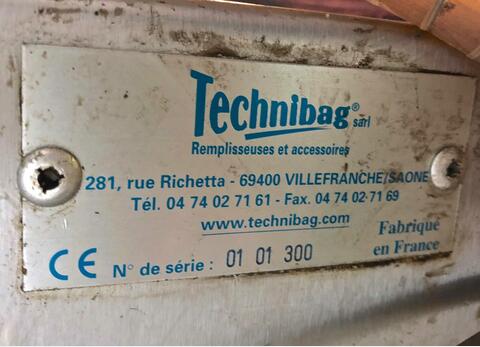 Technibag® sarl
Remplisseuses et accessoires
281, rue Richetta - 69400 VILLEFRANCHE/SAONE
Tél. 04 74 02 71 61 - Fax. 04 74 02 71 69
www.technibag.com
Fabriqué
en France
CE N° de série : 01 01 300